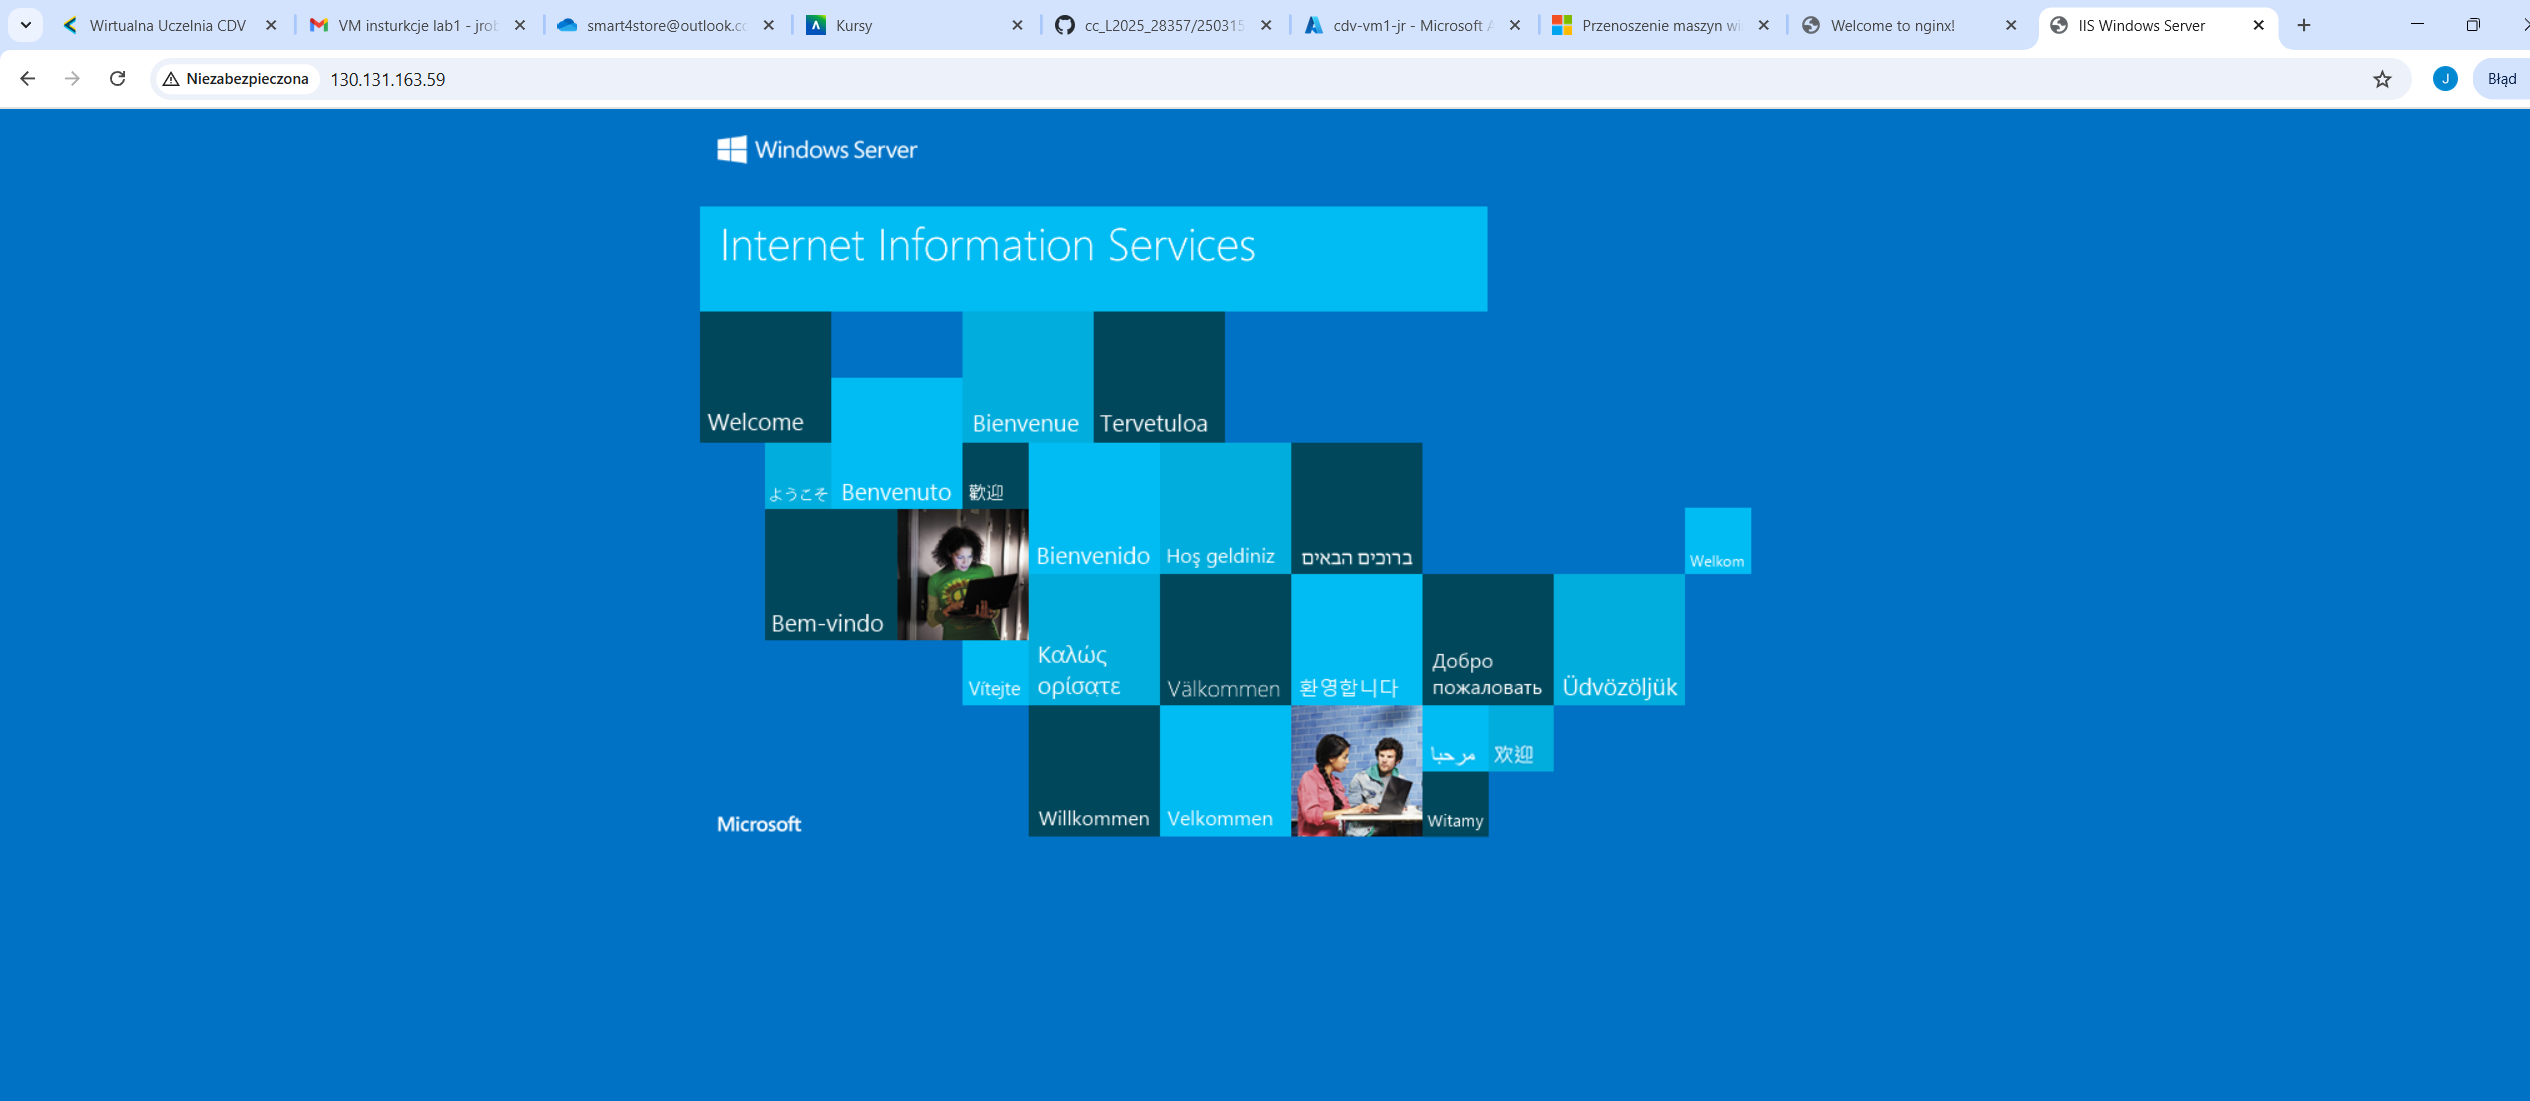 Wirtualna Uczelnia CDV
VM insturkcje lab1 - jrob
smart4store@outlook.co
Kursy
cc_L2025_28357/250315
cdv-vm1-jr - Microsoft A
Przenoszenie maszyn wi
Welcome to nginx!
IIS Windows Server
Niezabezpieczona
130.131.163.59
J
Błąd
Windows Server
Internet Information Services
Welcome
Bienvenue
Tervetuloa
ようこそ
Benvenuto
歡迎
Bienvenido
Hoş geldiniz
ברוכים הבאים
Welkom
Bem-vindo
Vítejte
Καλώς
ορίσατε
Välkommen
환영합니다
Добро
пожаловать
Üdvözöljük
مرحبا
欢迎
Microsoft
Willkommen
Velkommen
Witamy